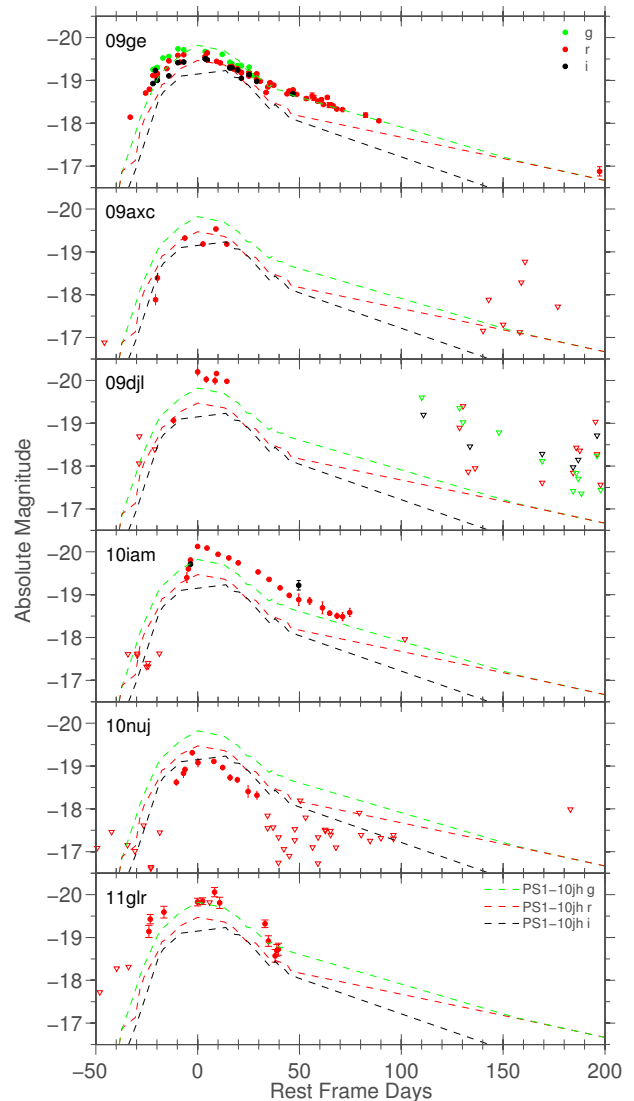 −20
−19
−18
−17
09ge
g
r
i
−20
−19
−18
−17
09axc
−20
−19
−18
−17
09djl
Absolute Magnitude
−20
−19
−18
−17
10iam
−20
−19
−18
−17
10nuj
−20
−19
−18
−17
11glr
PS1−10jh g
PS1−10jh r
PS1−10jh i
−50 0 50 100 150 200
Rest Frame Days